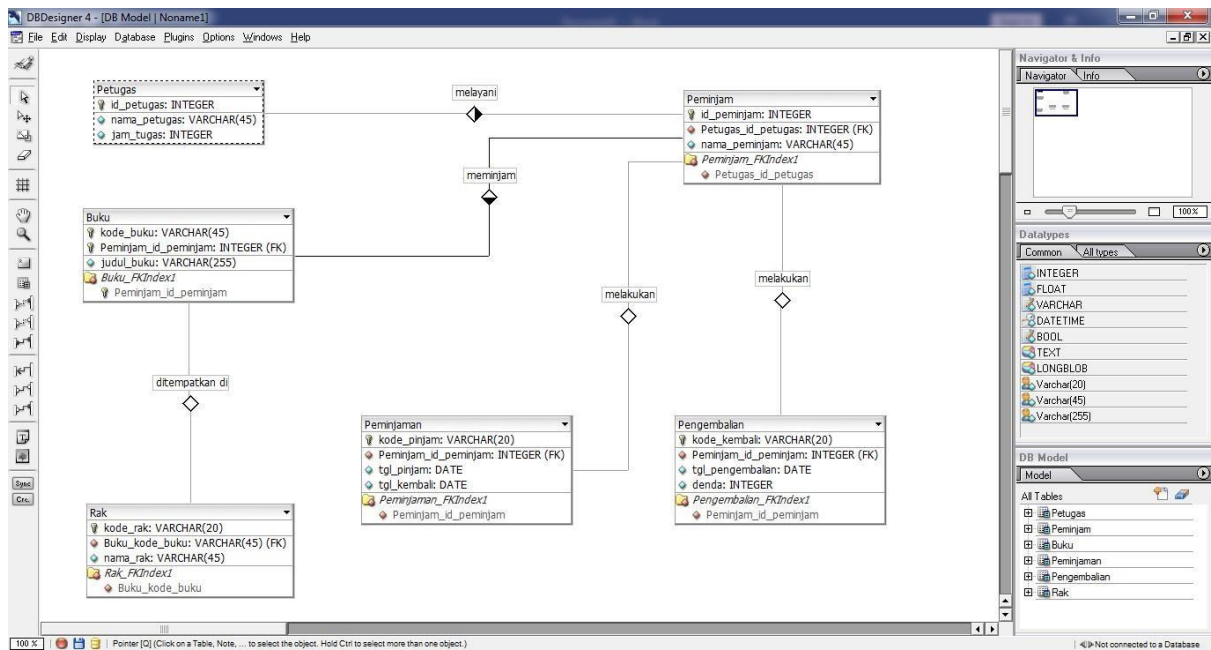 DBDesigner 4 - [DB Model | Noname1]
File Edit Display Database Plugins Options Windows Help
Petugas
id_petugas: INTEGER
nama_petugas: VARCHAR(45)
jam_tugas: INTEGER
melayani
Peminjam
id_peminjam: INTEGER
Petugas_id_petugas: INTEGER (FK)
nama_peminjam: VARCHAR(45)
Peminjam_FKIndex1
Petugas_id_petugas
meminjam
Buku
kode_buku: VARCHAR(45)
Peminjam_id_peminjam: INTEGER (FK)
judul_buku: VARCHAR(255)
Buku_FKIndex1
Peminjam_id_peminjam
melakukan
melakukan
ditempatkan di
Peminjaman
kode_pinjam: VARCHAR(20)
Peminjam_id_peminjam: INTEGER (FK)
tgl_pinjam: DATE
tgl_kembali: DATE
Peminjaman_FKIndex1
Peminjam_id_peminjam
Pengembalian
kode_kembali: VARCHAR(20)
Peminjam_id_peminjam: INTEGER (FK)
tgl_pengembalian: DATE
denda: INTEGER
Pengembalian_FKIndex1
Peminjam_id_peminjam
Rak
kode_rak: VARCHAR(20)
Buku_kode_buku: VARCHAR(45) (FK)
nama_rak: VARCHAR(45)
Rak_FKIndex1
Buku_kode_buku
Sync
Navigator & Info
Navigator Info
100%
Datatypes
Common All types
INTEGER
FLOAT
VARCHAR
DATETIME
BOOL
TEXT
LONGBLOB
Varchar(20)
Varchar(45)
Varchar(255)
DB Model
Model
All Tables
Petugas
Peminjam
Buku
Peminjaman
Pengembalian
Rak
100 % Pointer [Q] (Click on a Table, Note, ... to select the object. Hold Ctrl to select more than one object.) Not connected to a Database